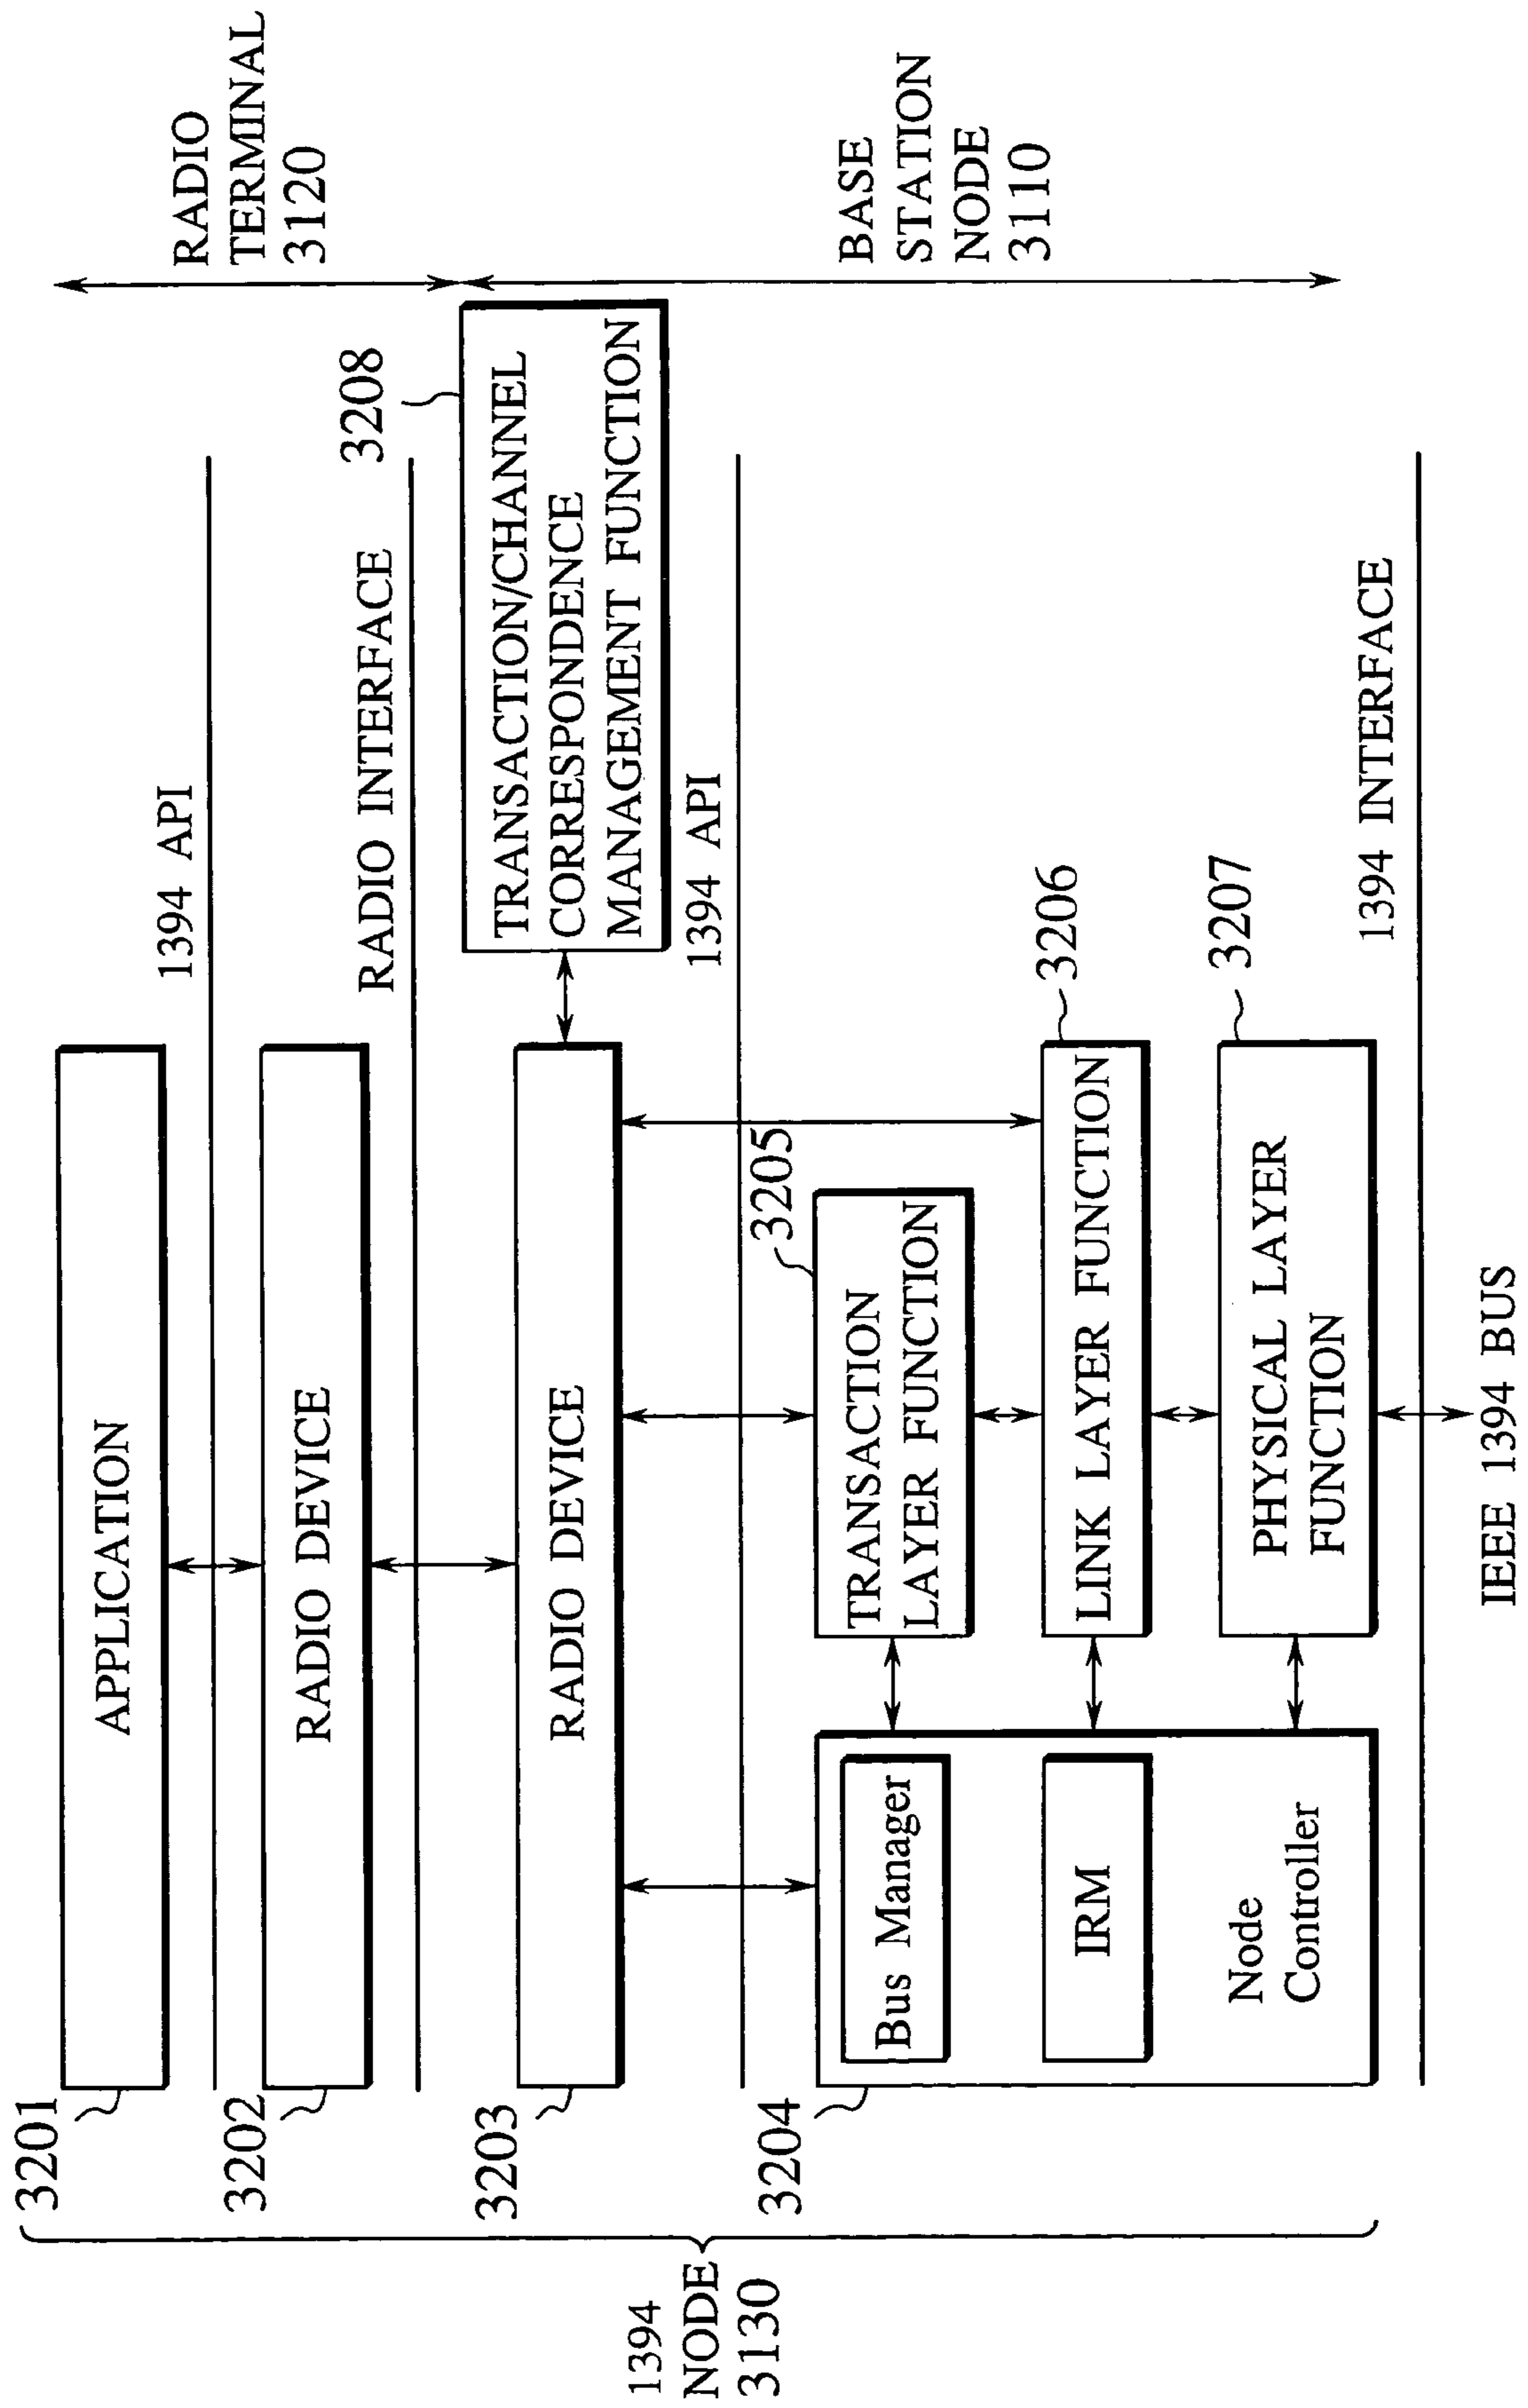 1394
NODE
3130
3201
APPLICATION
1394 API
RADIO
TERMINAL
3120
3202
RADIO DEVICE
RADIO INTERFACE
3208
3203
RADIO DEVICE
TRANSACTION/CHANNEL
CORRESPONDENCE
MANAGEMENT FUNCTION
1394 API
BASE
STATION
NODE
3110
3204
Bus Manager
IRM
Node
Controller
TRANSACTION
LAYER FUNCTION
3205
LINK LAYER FUNCTION
3206
PHYSICAL LAYER
FUNCTION
3207
1394 INTERFACE
IEEE 1394 BUS